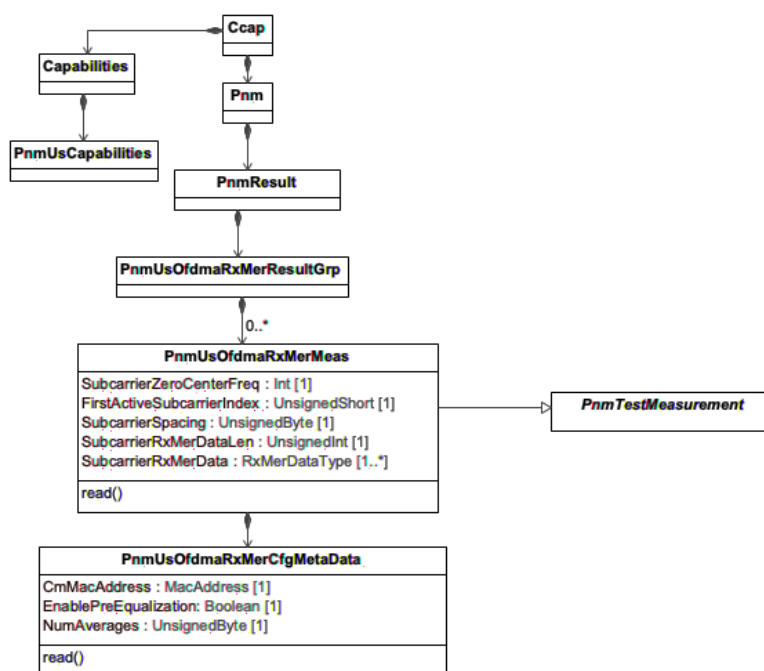 Ccap
Capabilities
Pnm
PnmUsCapabilities
PnmResult
PnmUsOfdmaRxMerResultGrp
0..*
PnmUsOfdmaRxMerMeas
SubcarrierZeroCenterFreq : Int [1]
FirstActiveSubcarrierIndex : UnsignedShort [1]
SubcarrierSpacing : UnsignedByte [1]
SubcarrierRxMerDataLen : UnsignedInt [1]
SubcarrierRxMerData : RxMerDataType [1..*]
read()
PnmTestMeasurement
PnmUsOfdmaRxMerCfgMetaData
CmMacAddress : MacAddress [1]
EnablePreEqualization: Boolean [1]
NumAverages : UnsignedByte [1]
read()